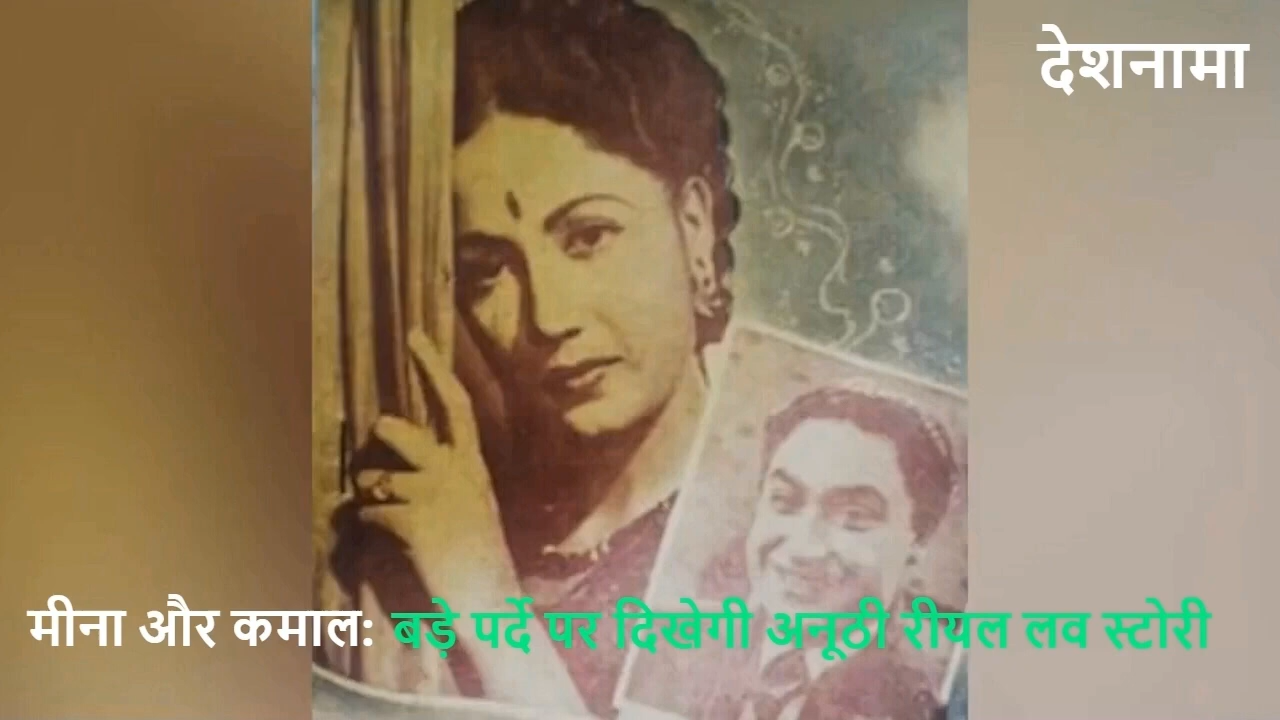 देशनामा
मीना और कमाल: बड़े पर्दे पर दिखेगी अनूठी रीयल लव स्टोरी